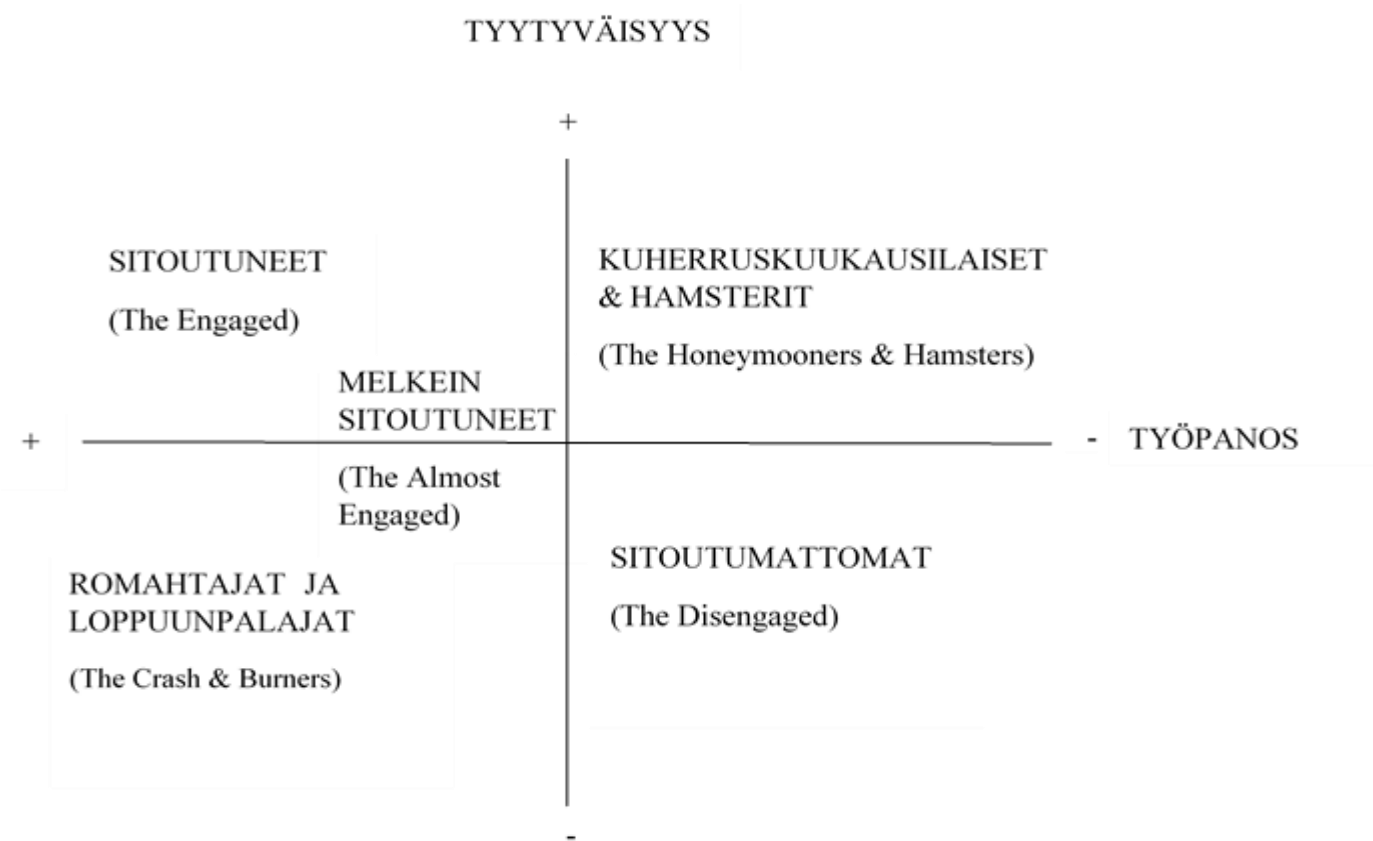 TYYTYVÄISYYS
+
SITOUTUNEET
(The Engaged)
KUHERRUSKUUKAUSILAISET
& HAMSTERIT
(The Honeymooners & Hamsters)
MELKEIN
SITOUTUNEET
+
- TYÖPANOS
(The Almost
Engaged)
ROMAHTAJAT JA
LOPPUUNPALAJAT
(The Crash & Burners)
SITOUTUMATTOMAT
(The Disengaged)
-